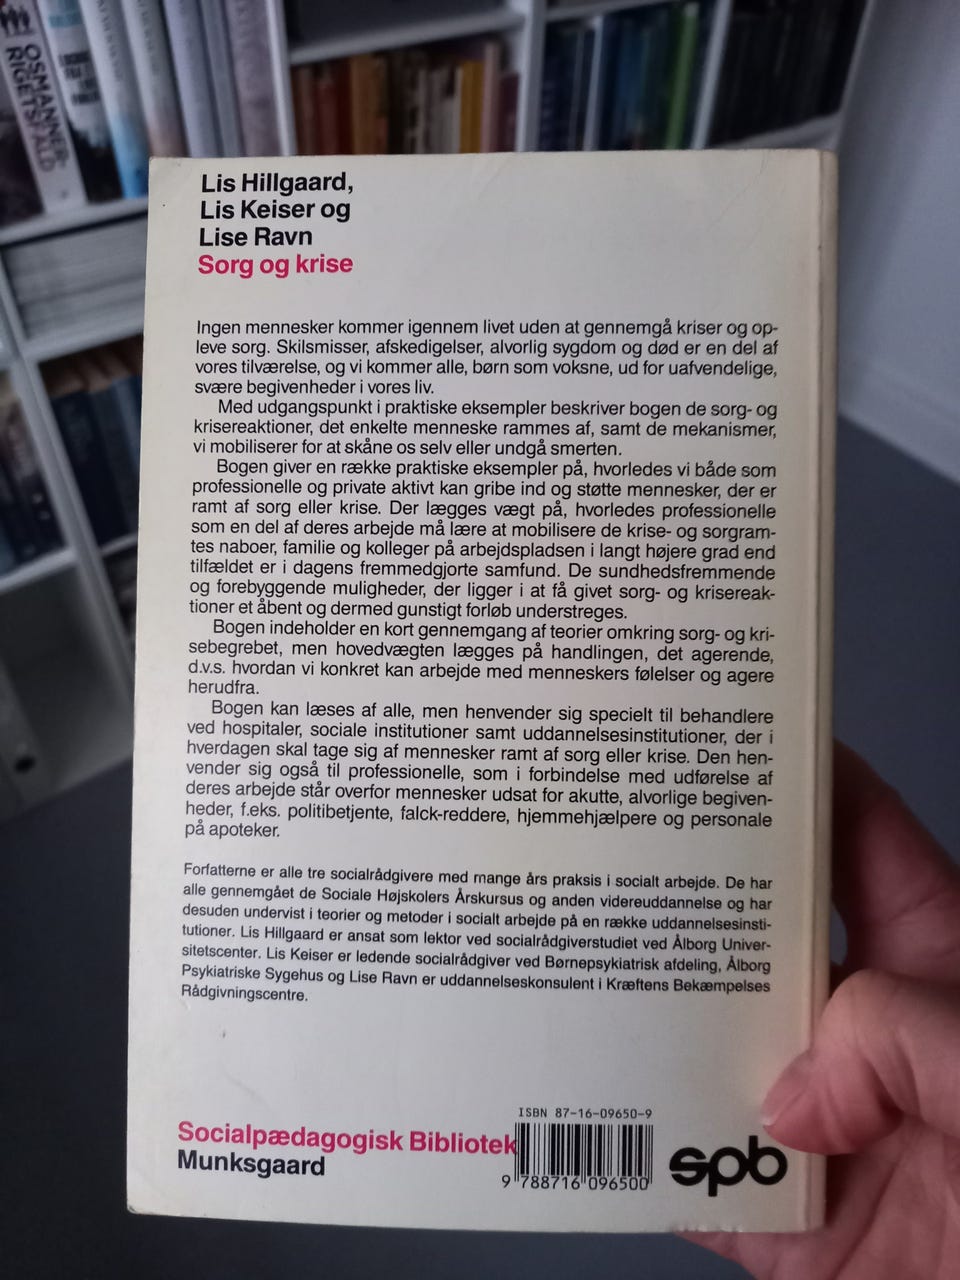 OSMANNER-
RIGETS FALD
Lis Hillgaard,
Lis Keiser og
Lise Ravn
Sorg og krise
Ingen mennesker kommer igennem livet uden at gennemgå kriser og op-
leve sorg. Skilsmisser, afskedigelser, alvorlig sygdom og død er en del af
vores tilværelse, og vi kommer alle, børn som voksne, ud for uafvendelige,
svære begivenheder i vores liv.
Med udgangspunkt i praktiske eksempler beskriver bogen de sorg- og
krisereaktioner, det enkelte menneske rammes af, samt de mekanismer,
vi mobiliserer for at skåne os selv eller undgå smerten.
Bogen giver en række praktiske eksempler på, hvorledes vi både som
professionelle og private aktivt kan gribe ind og støtte mennesker, der er
ramt af sorg eller krise. Der lægges vægt på, hvorledes professionelle
som en del af deres arbejde må lære at mobilisere de krise- og sorgram-
tes naboer, familie og kolleger på arbejdspladsen i langt højere grad end
tilfældet er i dagens fremmedgjorte samfund. De sundhedsfremmende
og forebyggende muligheder, der ligger i at få givet sorg- og krisereak-
tioner et åbent og dermed gunstigt forløb understreges.
Bogen indeholder en kort gennemgang af teorier omkring sorg- og kri-
sebegrebet, men hovedvægten lægges på handlingen, det agerende,
d.v.s. hvordan vi konkret kan arbejde med menneskers følelser og agere
herudfra.
Bogen kan læses af alle, men henvender sig specielt til behandlere
ved hospitaler, sociale institutioner samt uddannelsesinstitutioner, der i
hverdagen skal tage sig af mennesker ramt af sorg eller krise. Den hen-
vender sig også til professionelle, som i forbindelse med udførelse af
deres arbejde står overfor mennesker udsat for akutte, alvorlige begiven-
heder, f.eks. politibetjente, falck-reddere, hjemmehjælpere og personale
på apoteker.
Forfatterne er alle tre socialrådgivere med mange års praksis i socialt arbejde. De har
alle gennemgået de Sociale Højskolers Årskursus og anden videreuddannelse og har
desuden undervist i teorier og metoder i socialt arbejde på en række uddannelsesinsti-
tutioner. Lis Hillgaard er ansat som lektor ved socialrådgiverstudiet ved Ålborg Univer-
sitetscenter. Lis Keiser er ledende socialrådgiver ved Børnepsykiatrisk afdeling, Ålborg
Psykiatriske Sygehus og Lise Ravn er uddannelseskonsulent i Kræftens Bekæmpelses
Rådgivningscentre.
ISBN 87-16-09650-9
Socialpædagogisk Bibliotek
Munksgaard
9 788716 096500
spb